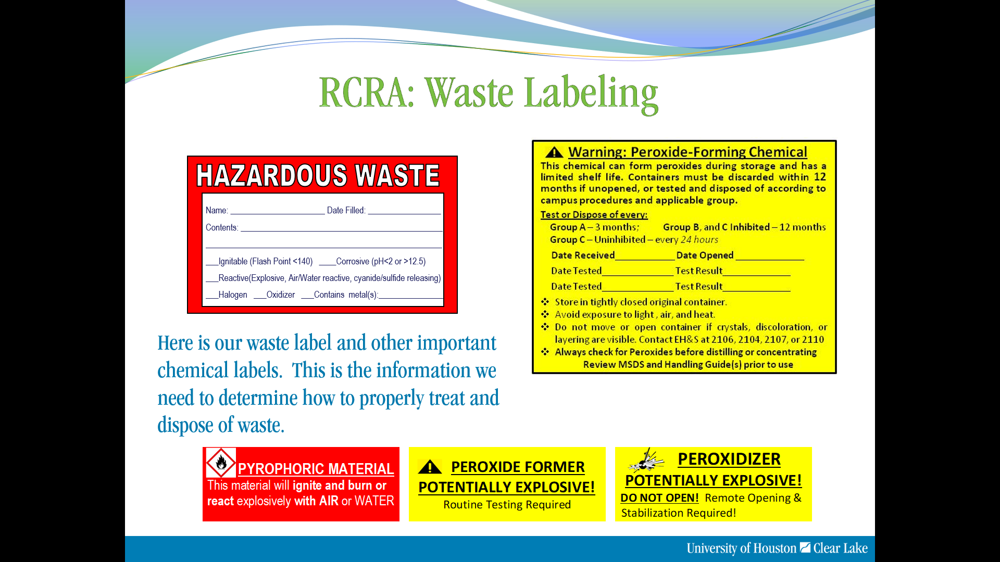 RCRA: Waste Labeling
HAZARDOUS WASTE
Name: ____________________ Date Filled: ________________
Contents: ____________________________________________
____________________________________________________
___Ignitable (Flash Point <140) ____Corrosive (pH<2 or >12.5)
___Reactive(Explosive, Air/Water reactive, cyanide/sulfide releasing)
___Halogen ___Oxidizer ___Contains metal(s):______________
Warning: Peroxide-Forming Chemical
This chemical can form peroxides during storage and has a
limited shelf life. Containers must be discarded within 12
months if unopened, or tested and disposed of according to
campus procedures and applicable group.
Test or Dispose of every:
Group A – 3 months; Group B, and C Inhibited – 12 months
Group C – Uninhibited – every 24 hours
Date Received____________ Date Opened ______________
Date Tested______________ Test Result______________
Date Tested______________ Test Result______________
❖ Store in tightly closed original container.
❖ Avoid exposure to light , air, and heat.
❖ Do not move or open container if crystals, discoloration, or
layering are visible. Contact EH&S at 2106, 2104, 2107, or 2110
❖ Always check for Peroxides before distilling or concentrating
Review MSDS and Handling Guide(s) prior to use
Here is our waste label and other important
chemical labels. This is the information we
need to determine how to properly treat and
dispose of waste.
PYROPHORIC MATERIAL
This material will ignite and burn or
react explosively with AIR or WATER
PEROXIDE FORMER
POTENTIALLY EXPLOSIVE!
Routine Testing Required
PEROXIDIZER
POTENTIALLY EXPLOSIVE!
DO NOT OPEN! Remote Opening &
Stabilization Required!
University of Houston Clear Lake